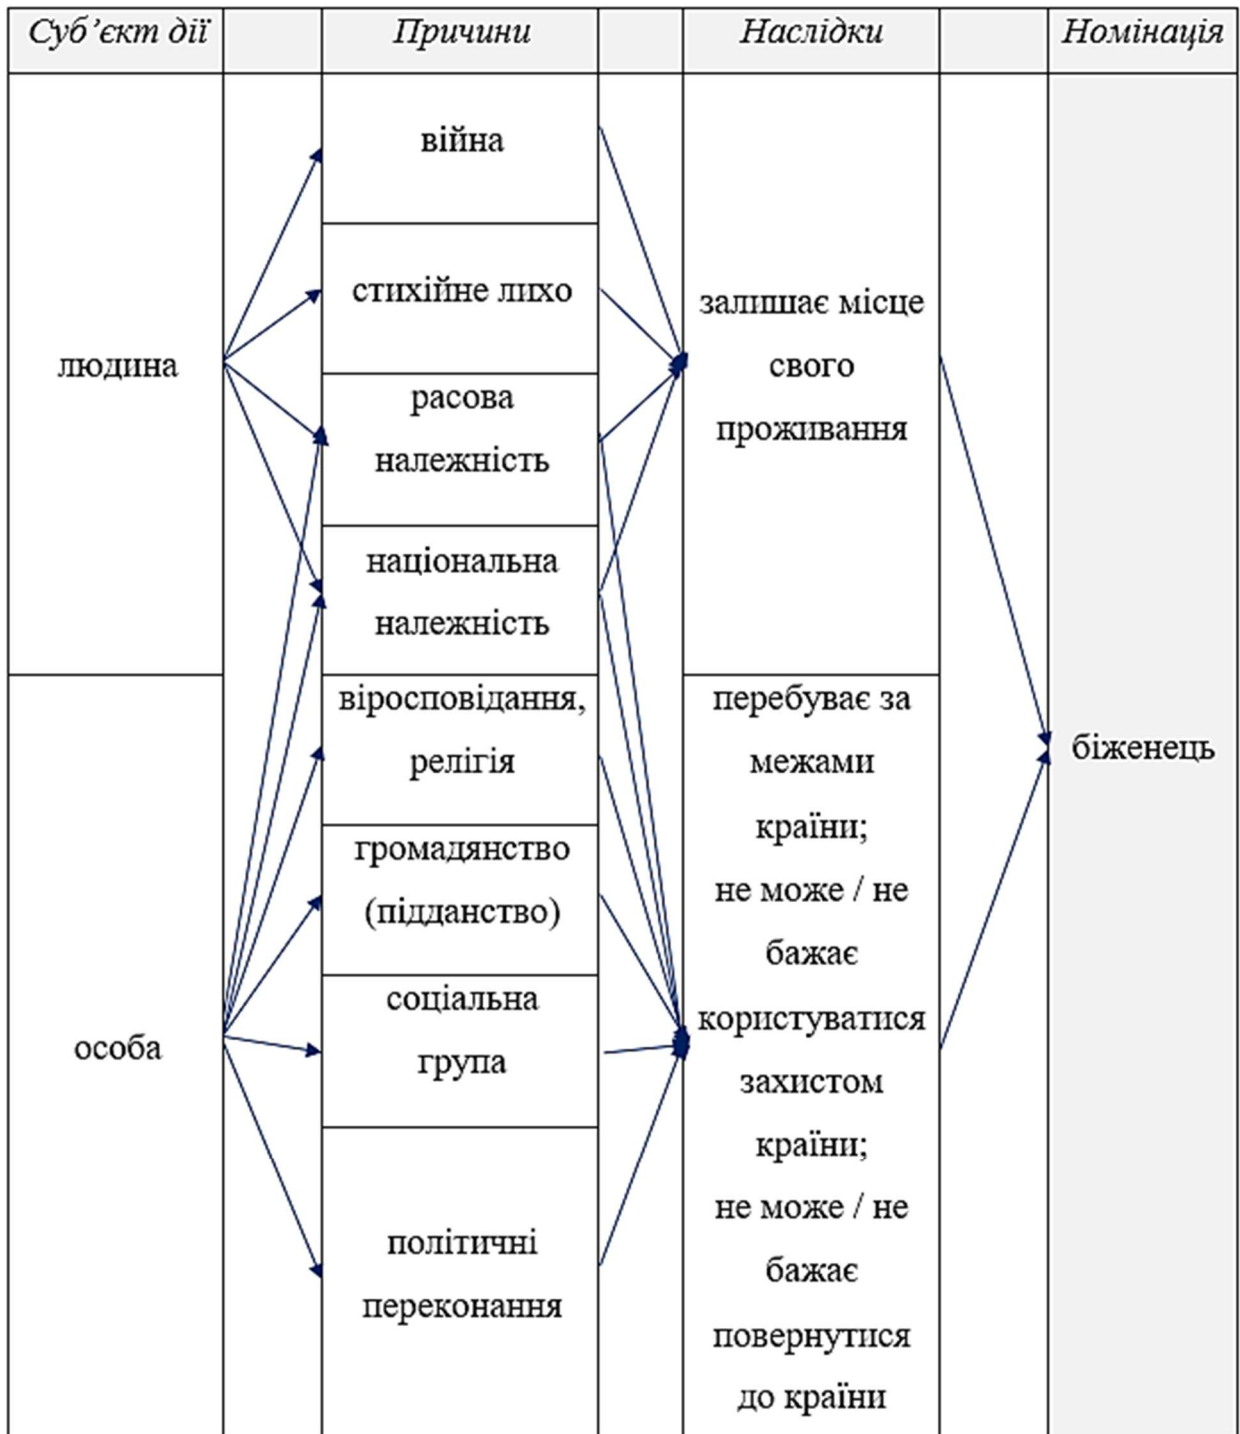 Суб’єкт дії
Причини
Наслідки
Номінація
людина
війна
стихійне лихо
расова
належність
національна
належність
залишає місце
свого
проживання
біженець
особа
віросповідання,
релігія
громадянство
(підданство)
соціальна
група
політичні
переконання
перебуває за
межами
країни;
не може / не
бажає
користуватися
захистом
країни;
не може / не
бажає
повернутися
до країни